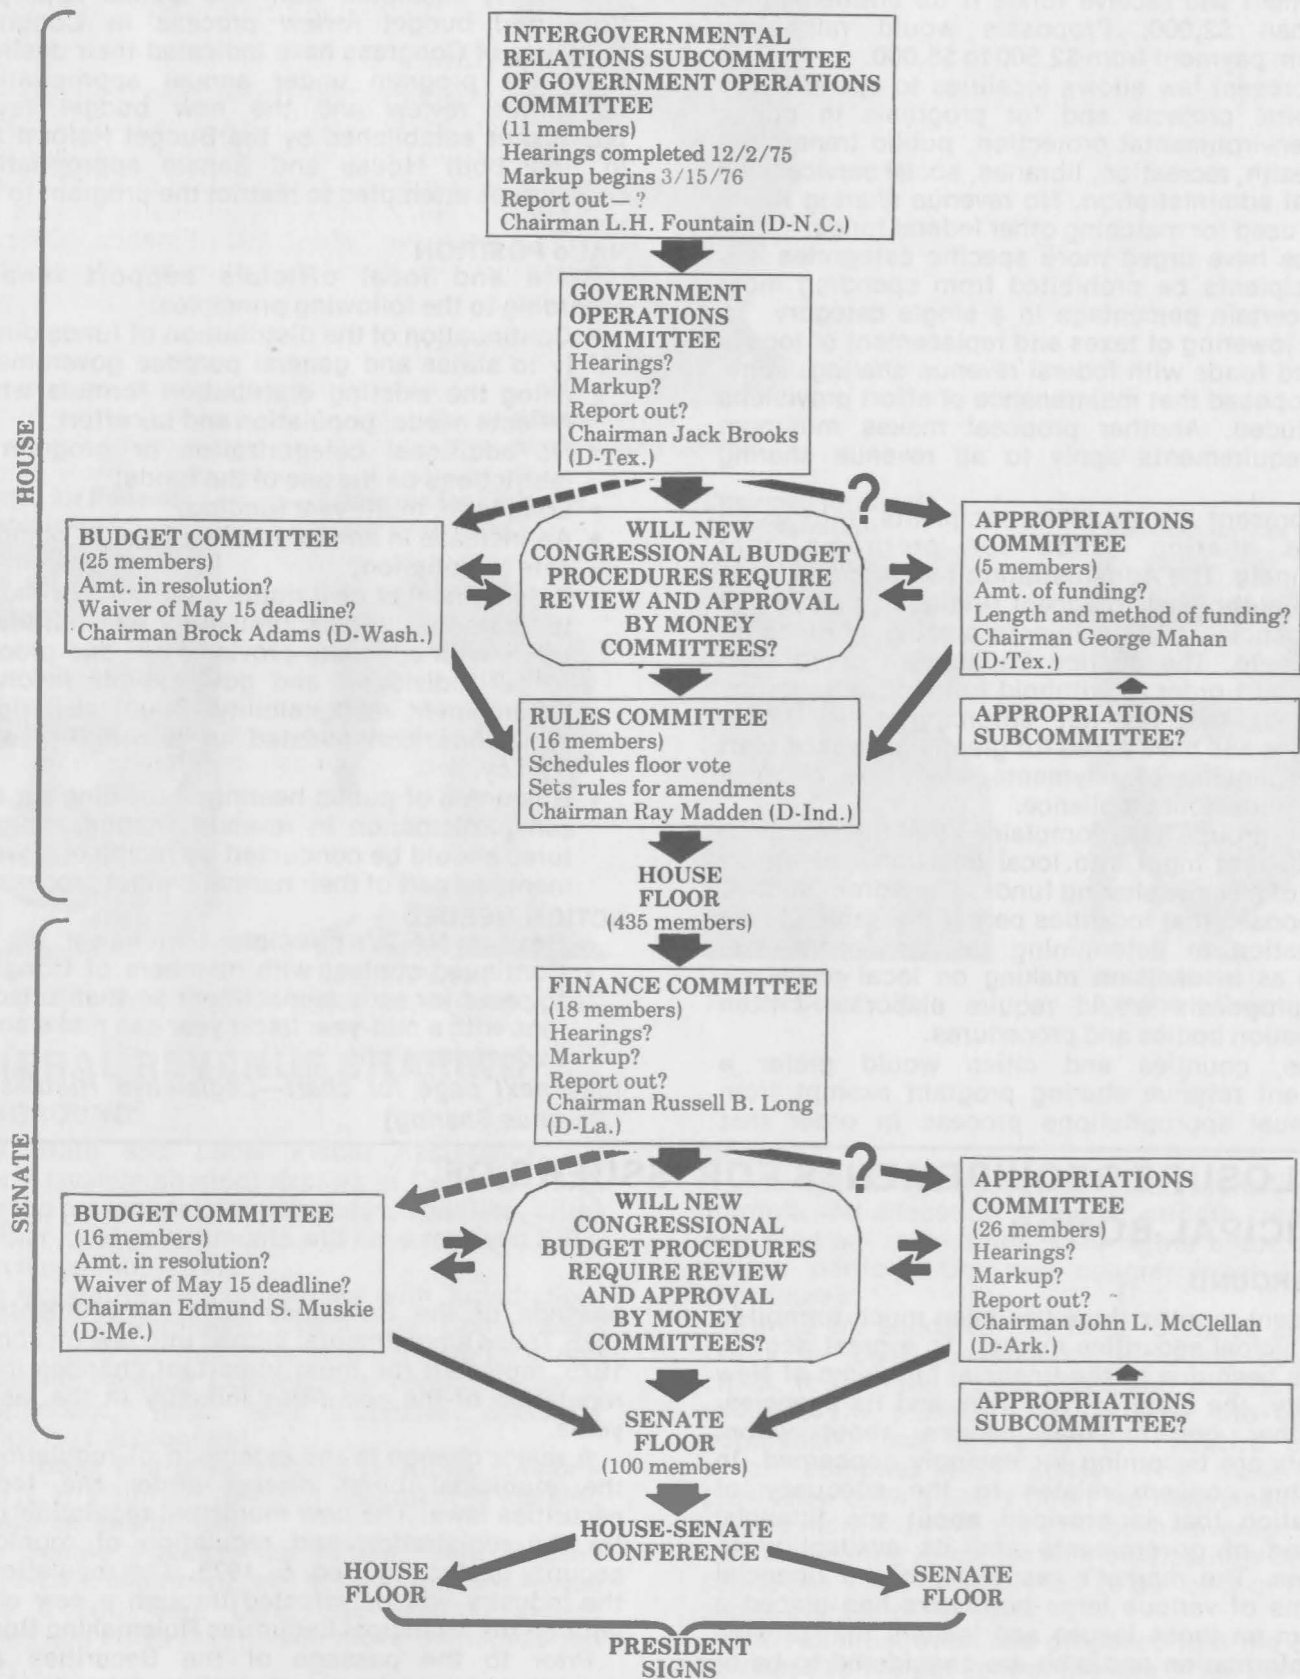 INTERGOVERNMENTAL
RELATIONS SUBCOMMITTEE
OF GOVERNMENT OPERATIONS
COMMITTEE
(11 members)
Hearings completed 12/2/75
Markup begins 3/15/76
Report out — ?
Chairman L.H. Fountain (D-N.C.)
GOVERNMENT
OPERATIONS
COMMITTEE
Hearings?
Markup?
Report out?
Chairman Jack Brooks
(D-Tex.)
HOUSE
?
BUDGET COMMITTEE
(25 members)
Amt. in resolution?
Waiver of May 15 deadline?
Chairman Brock Adams (D-Wash.)
WILL NEW
CONGRESSIONAL BUDGET
PROCEDURES REQUIRE
REVIEW AND APPROVAL
BY MONEY
COMMITTEES?
APPROPRIATIONS
COMMITTEE
(5 members)
Amt. of funding?
Length and method of funding?
Chairman George Mahan
(D-Tex.)
APPROPRIATIONS
SUBCOMMITTEE?
RULES COMMITTEE
(16 members)
Schedules floor vote
Sets rules for amendments
Chairman Ray Madden (D-Ind.)
HOUSE
FLOOR
(435 members)
SENATE
FINANCE COMMITTEE
(18 members)
Hearings?
Markup?
Report out?
Chairman Russell B. Long
(D-La.)
?
BUDGET COMMITTEE
(16 members)
Amt. in resolution?
Waiver of May 15 deadline?
Chairman Edmund S. Muskie
(D-Me.)
WILL NEW
CONGRESSIONAL
BUDGET PROCEDURES
REQUIRE REVIEW
AND APPROVAL
BY MONEY
COMMITTEES?
APPROPRIATIONS
COMMITTEE
(26 members)
Hearings?
Markup?
Report out?
Chairman John L. McClellan
(D-Ark.)
APPROPRIATIONS
SUBCOMMITTEE?
SENATE
FLOOR
(100 members)
HOUSE-SENATE
CONFERENCE
HOUSE
FLOOR
SENATE
FLOOR
PRESIDENT
SIGNS